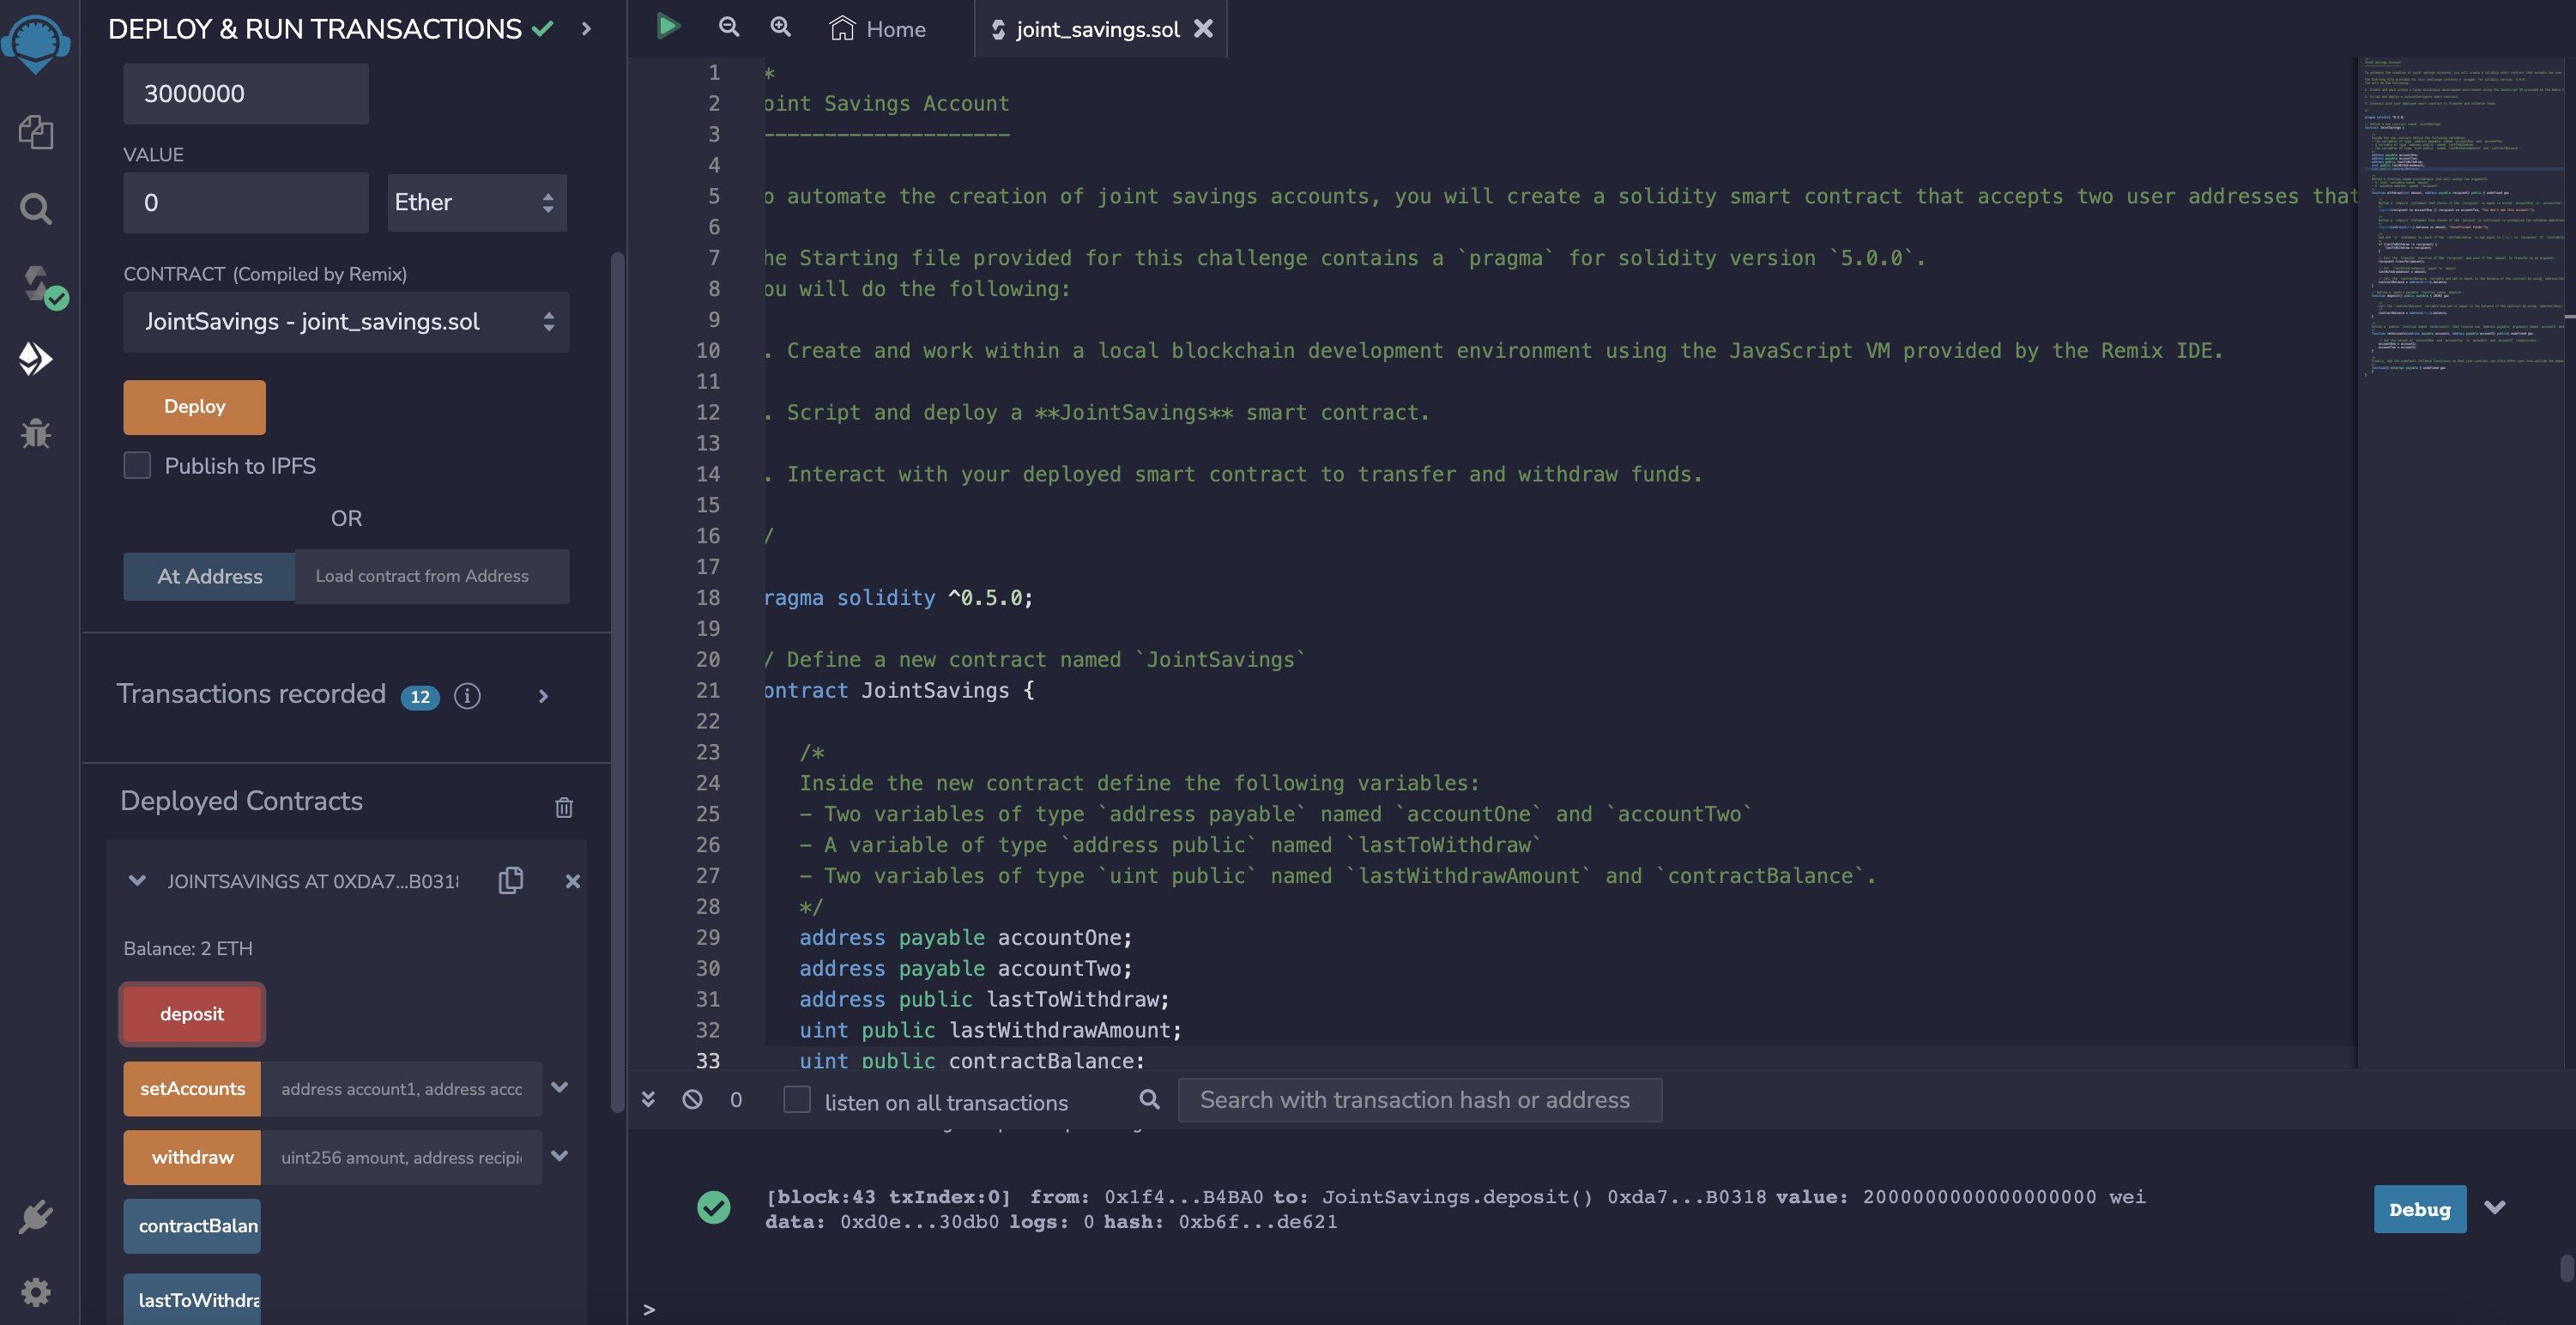 DEPLOY & RUN TRANSACTIONS
3000000
VALUE
0
Ether
CONTRACT (Compiled by Remix)
JointSavings - joint_savings.sol
Deploy
Publish to IPFS
OR
At Address
Load contract from Address
Transactions recorded 12
Deployed Contracts
JOINTSAVINGS AT 0XDA7...B0318
Balance: 2 ETH
deposit
setAccounts
address account1, address accc
withdraw
uint256 amount, address recipi
contractBalan
lastToWithdra
Home
joint_savings.sol
1 *
2 oint Savings Account
3 --------------------
4
5 o automate the creation of joint savings accounts, you will create a solidity smart contract that accepts two user addresses that
6
7 he Starting file provided for this challenge contains a `pragma` for solidity version `5.0.0`.
8 ou will do the following:
9
10 . Create and work within a local blockchain development environment using the JavaScript VM provided by the Remix IDE.
11
12 . Script and deploy a **JointSavings** smart contract.
13
14 . Interact with your deployed smart contract to transfer and withdraw funds.
15
16 /
17
18 ragma solidity ^0.5.0;
19
20 / Define a new contract named `JointSavings`
21 ontract JointSavings {
22
23 /*
24 Inside the new contract define the following variables:
25 - Two variables of type `address payable` named `accountOne` and `accountTwo`
26 - A variable of type `address public` named `lastToWithdraw`
27 - Two variables of type `uint public` named `lastWithdrawAmount` and `contractBalance`.
28 */
29 address payable accountOne;
30 address payable accountTwo;
31 address public lastToWithdraw;
32 uint public lastWithdrawAmount;
33 uint public contractBalance;
0
listen on all transactions
Search with transaction hash or address
[block:43 txIndex:0] from: 0x1f4...B4BA0 to: JointSavings.deposit() 0xda7...B0318 value: 2000000000000000000 wei
data: 0xd0e...30db0 logs: 0 hash: 0xb6f...de621
Debug
>